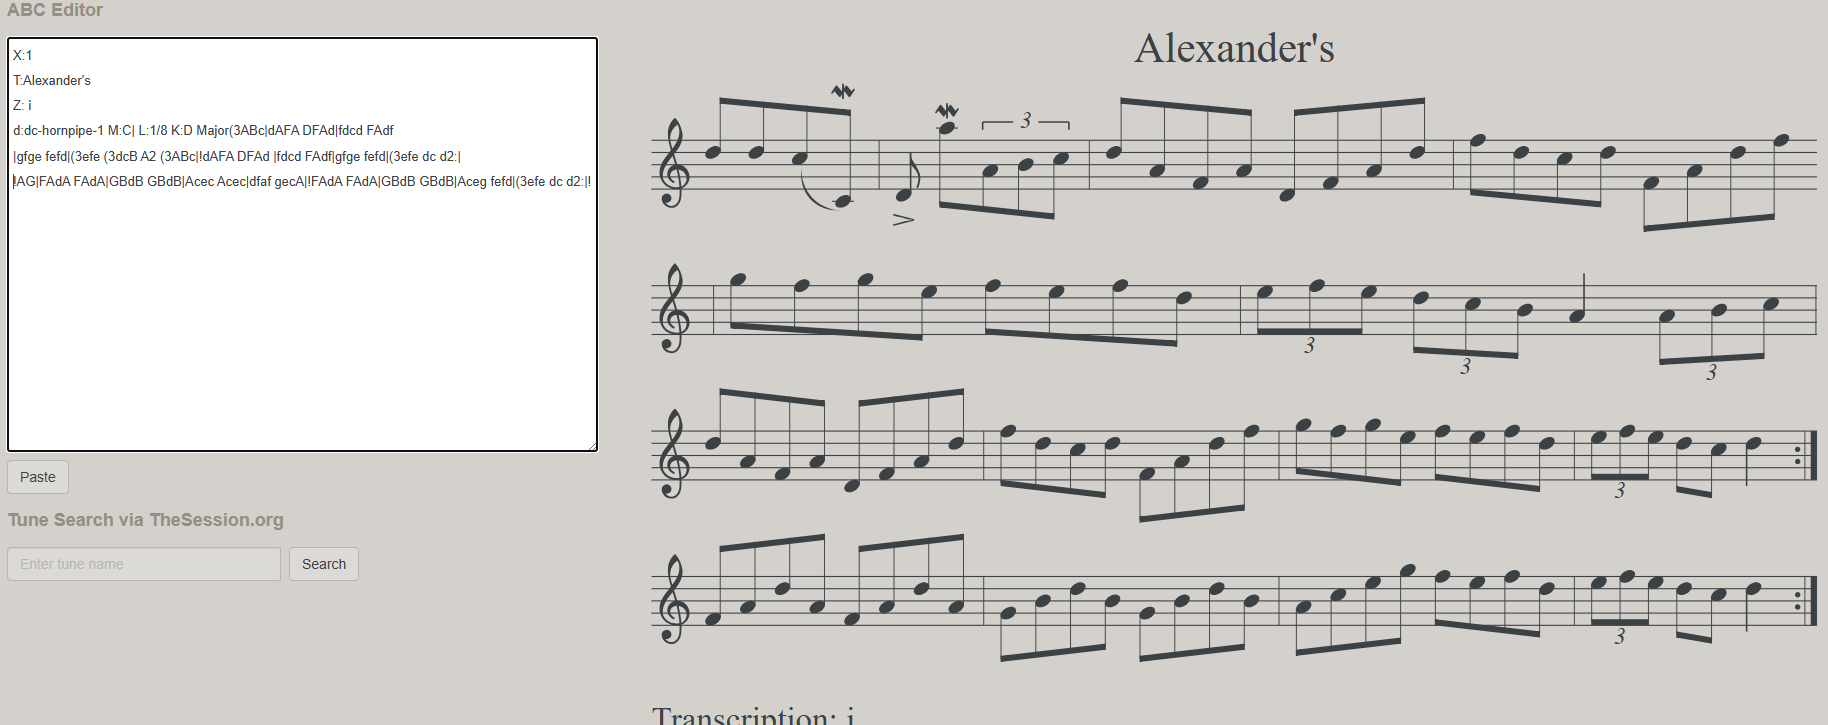 ABC Editor
X:1
T:Alexander's
Z: i
d:dc-hornpipe-1 M:C| L:1/8 K:D Major(3ABc|dAFA DFAd|fdcd FAdf
|gfge fefd|(3efe (3dcB A2 (3ABc|!dAFA DFAd |fdcd FAdf|gfge fefd|(3efe dc d2:|
!AG|FAdA FAdA|GBdB GBdB|Acec Acec|dfaf gecA|!FAdA FAdA|GBdB GBdB|Aceg fefd|(3efe dc d2:|!
Paste
Tune Search via TheSession.org
Enter tune name
Search
Alexander's
3
3
3
3
3
3
Transcription: i